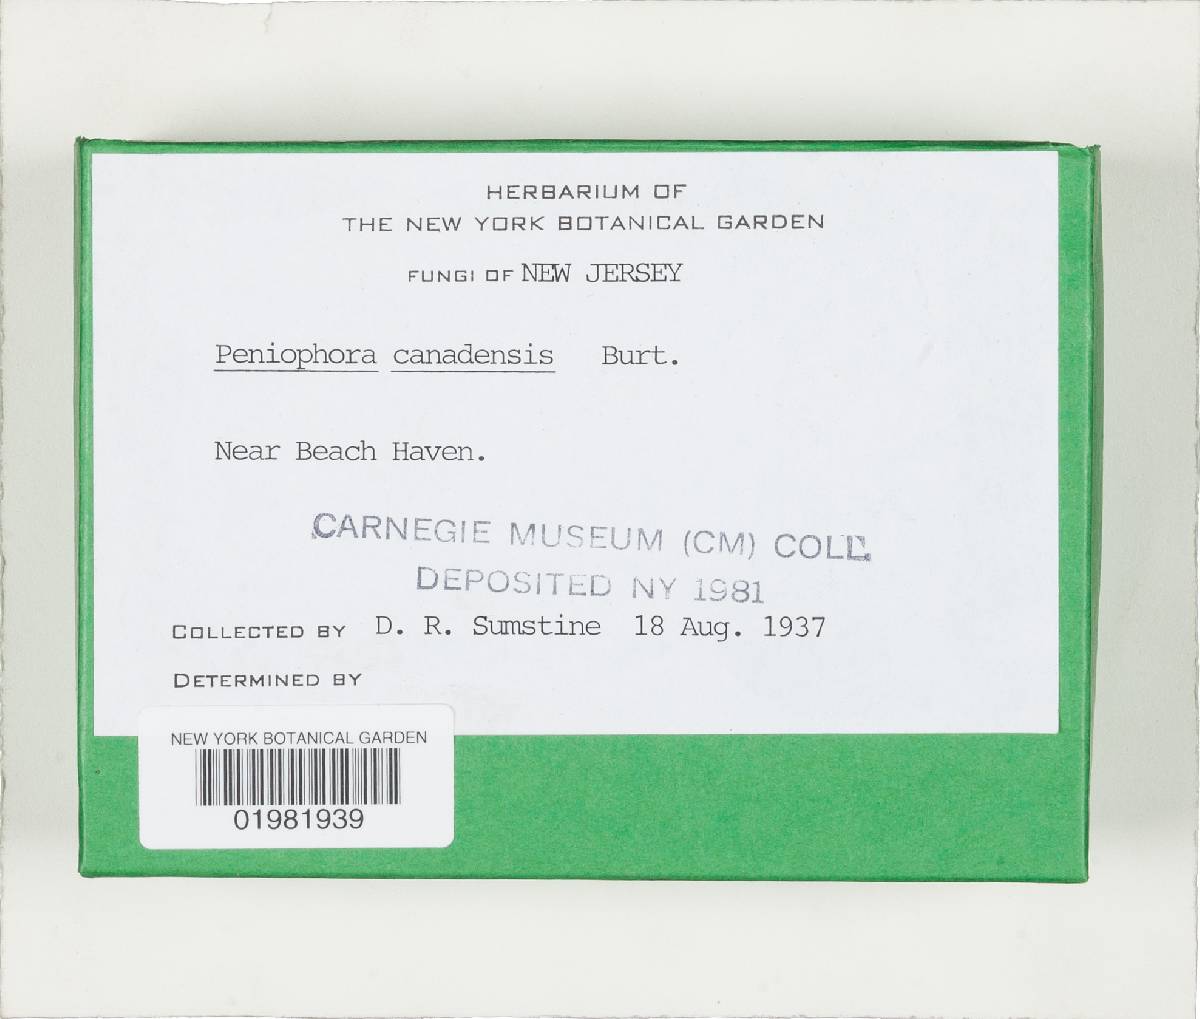 HERBARIUM OF
THE NEW YORK BOTANICAL GARDEN
FUNGI OF NEW JERSEY
Peniophora canadensis Burt.
Near Beach Haven.
CARNEGIE MUSEUM (CM) COLL.
DEPOSITED NY 1981
COLLECTED BY D. R. Sumstine 18 Aug. 1937
DETERMINED BY
NEW YORK BOTANICAL GARDEN
01981939